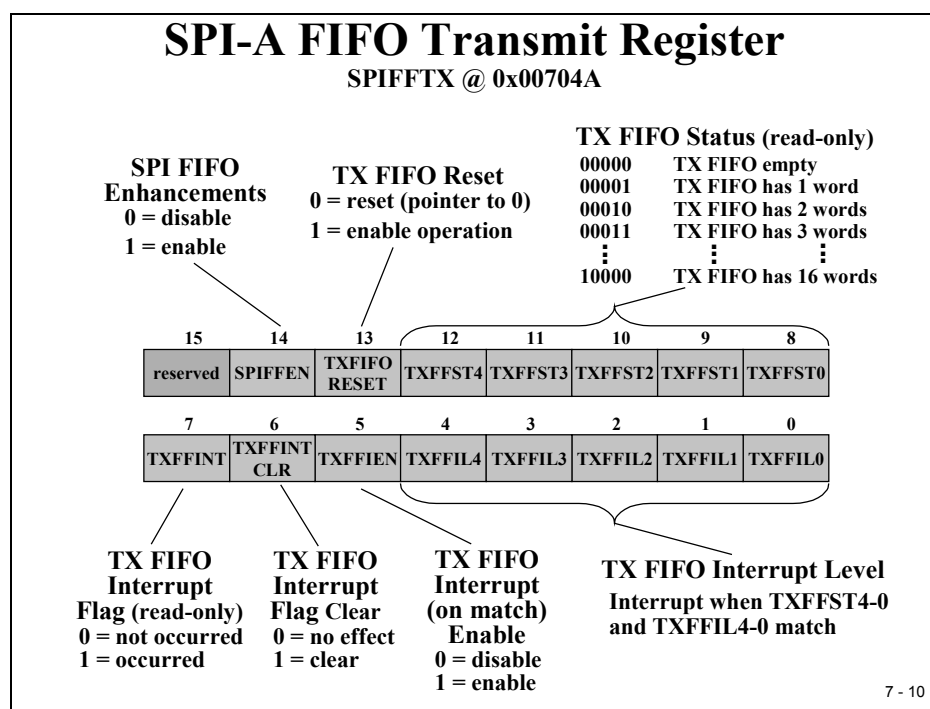 SPI-A FIFO Transmit Register
SPIFFTX @ 0x00704A
TX FIFO Status (read-only)
00000 TX FIFO empty
00001 TX FIFO has 1 word
00010 TX FIFO has 2 words
00011 TX FIFO has 3 words
10000 TX FIFO has 16 words
SPI FIFO
Enhancements
0 = disable
1 = enable
TX FIFO Reset
0 = reset (pointer to 0)
1 = enable operation
15 14 13 12 11 10 9 8
reserved SPIFFEN TXFIFO RESET TXFFST4 TXFFST3 TXFFST2 TXFFST1 TXFFST0
7 6 5 4 3 2 1 0
TXFFINT TXFFINT CLR TXFFIEN TXFFIL4 TXFFIL3 TXFFIL2 TXFFIL1 TXFFIL0
TX FIFO
Interrupt
Flag (read-only)
0 = not occurred
1 = occurred
TX FIFO
Interrupt
Flag Clear
0 = no effect
1 = clear
TX FIFO
Interrupt
(on match)
Enable
0 = disable
1 = enable
TX FIFO Interrupt Level
Interrupt when TXFFST4-0
and TXFFIL4-0 match
7 - 10